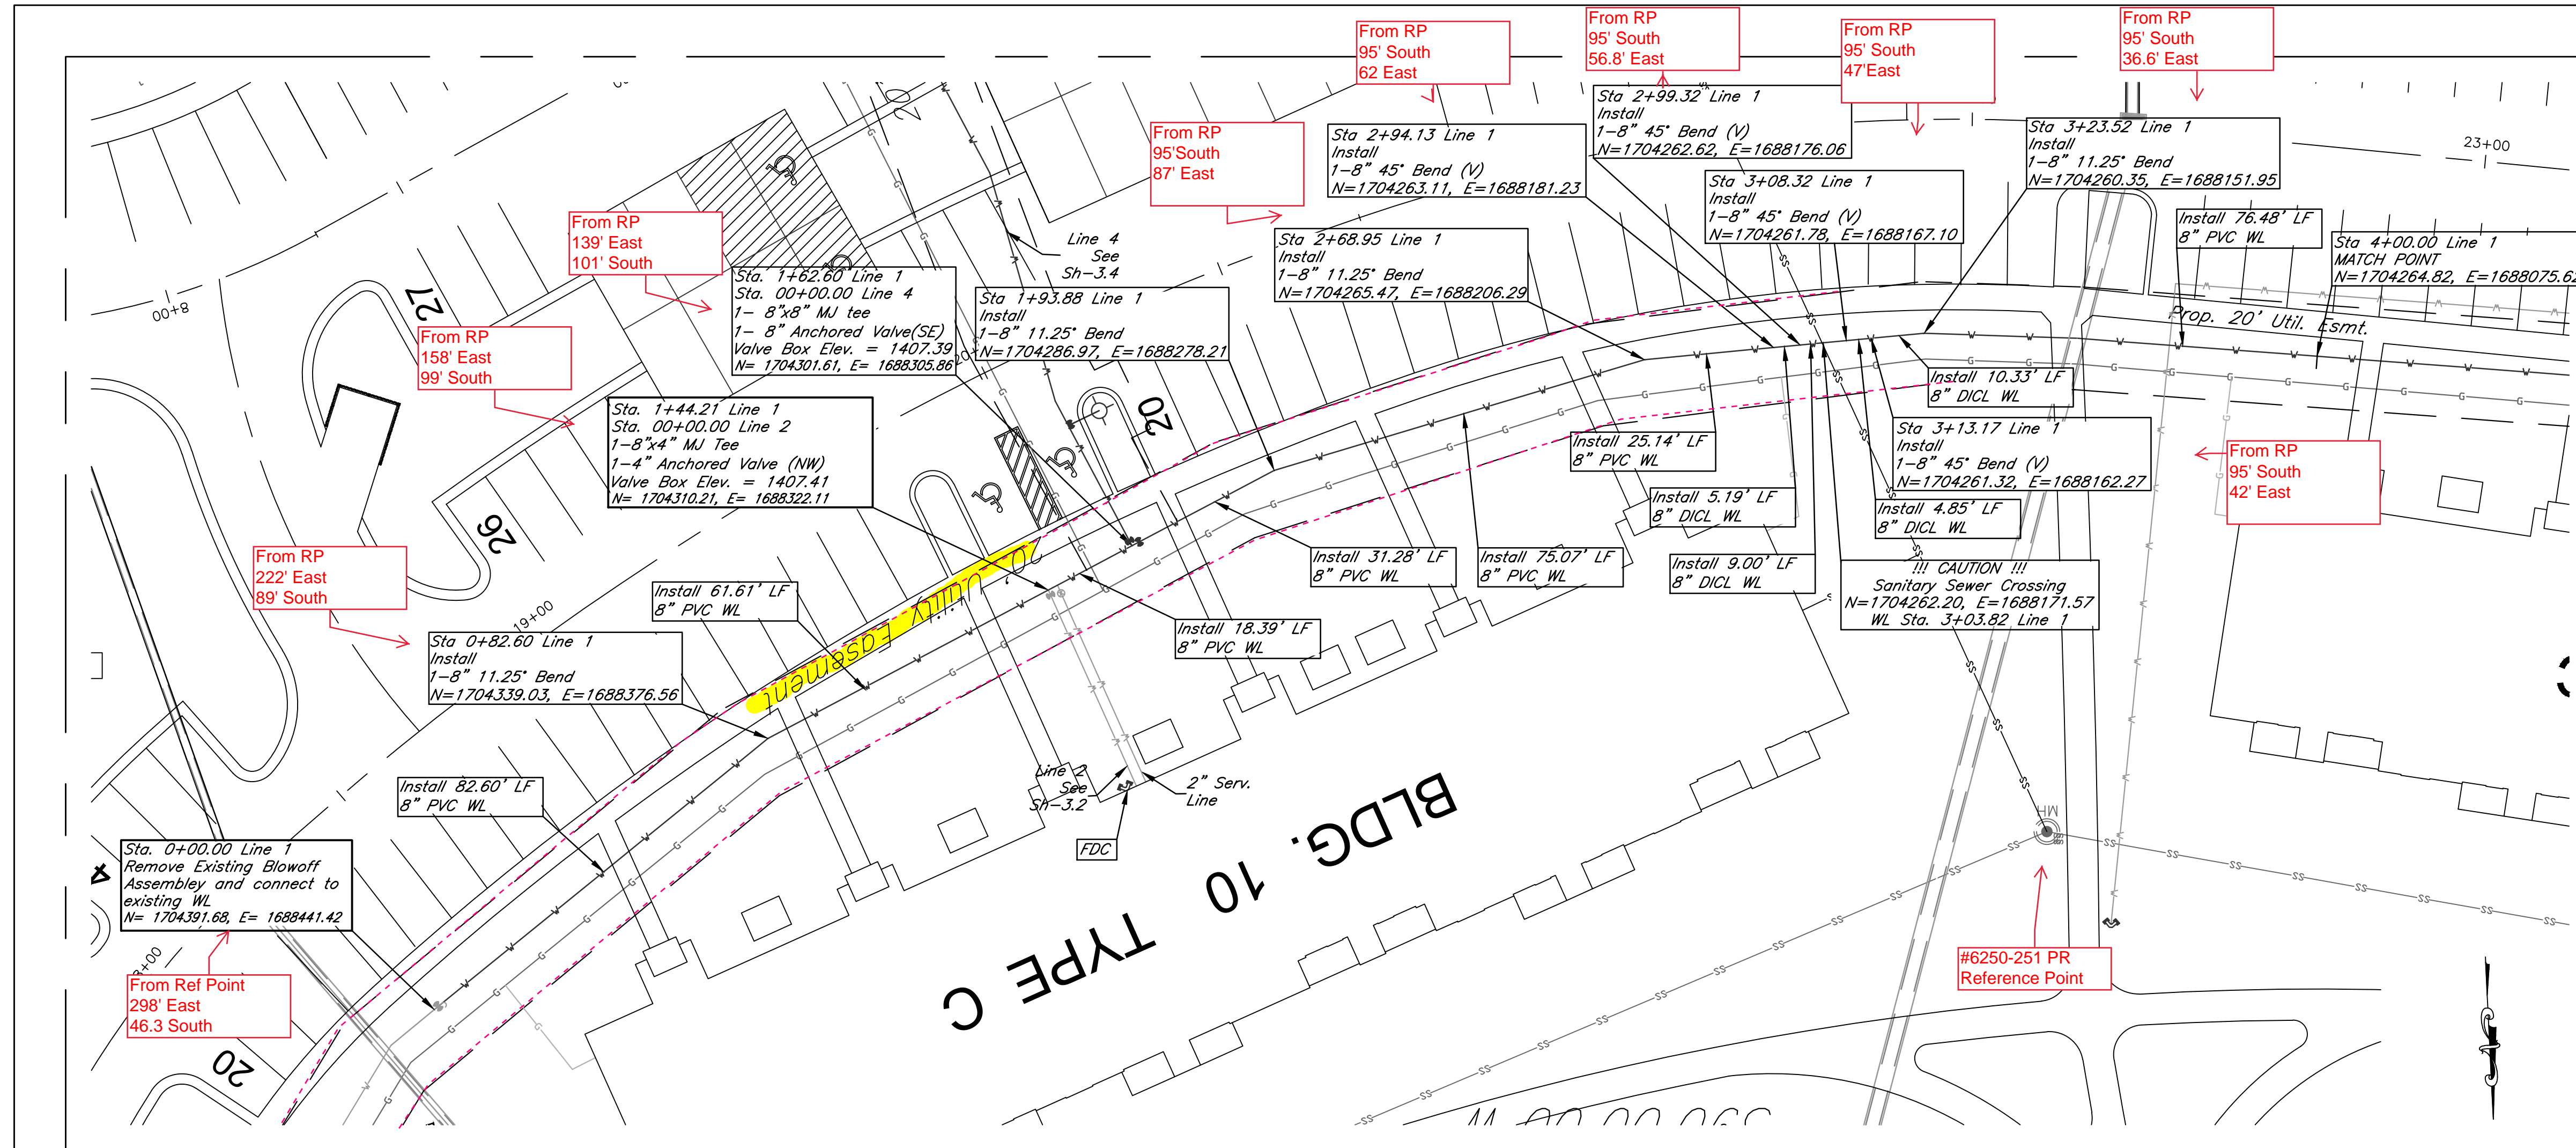 From RP
95' South
62 East
From RP
95' South
56.8' East
From RP
95' South
47'East
From RP
95' South
36.6' East
From RP
95'South
87' East
Sta 2+94.13 Line 1
Install
1-8" 45° Bend (V)
N=1704263.11, E=1688181.23
Sta 2+99.32 Line 1
Install
1-8" 45° Bend (V)
N=1704262.62, E=1688176.06
Sta 3+23.52 Line 1
Install
1-8" 11.25° Bend
N=1704260.35, E=1688151.95
23+00
Sta 3+08.32 Line 1
Install
1-8" 45° Bend (V)
N=1704261.78, E=1688167.10
Install 76.48' LF
8" PVC WL
Sta 4+00.00 Line 1
MATCH POINT
N=1704264.82, E=1688075.62
From RP
139' East
101' South
Line 4
See
Sh-3.4
20
Sta 2+68.95 Line 1
Install
1-8" 11.25° Bend
N=1704265.47, E=1688206.29
Sta. 1+62.60 Line 1
Sta. 00+00.00 Line 4
1- 8"x8" MJ tee
1- 8" Anchored Valve(SE)
Valve Box Elev. = 1407.39
N= 1704301.61, E= 1688305.86
Sta 1+93.88 Line 1
Install
1-8" 11.25° Bend
N=1704286.97, E=1688278.21
8+00
27
From RP
158' East
99' South
Prop. 20' Util. Esmt.
Install 10.33' LF
8" DICL WL
Sta. 1+44.21 Line 1
Sta. 00+00.00 Line 2
1-8"x4" MJ Tee
1-4" Anchored Valve (NW)
Valve Box Elev. = 1407.41
N= 1704310.21, E= 1688322.11
20
Install 25.14' LF
8" PVC WL
Sta 3+13.17 Line 1
Install
1-8" 45° Bend (V)
N=1704261.32, E=1688162.27
From RP
95' South
42' East
26
Install 5.19' LF
8" DICL WL
Install 4.85' LF
8" DICL WL
From RP
222' East
89' South
20' Utility Easement
Install 31.28' LF
8" PVC WL
Install 75.07' LF
8" PVC WL
Install 9.00' LF
8" DICL WL
!!! CAUTION !!!
Sanitary Sewer Crossing
N=1704262.20, E=1688171.57
WL Sta. 3+03.82 Line 1
Install 61.61' LF
8" PVC WL
19+00
Install 18.39' LF
8" PVC WL
Sta 0+82.60 Line 1
Install
1-8" 11.25° Bend
N=1704339.03, E=1688376.56
Install 82.60' LF
8" PVC WL
Line 2
See
Sh-3.2
2" Serv.
Line
FDC
BLDG. 10 TYPE C
MH
Sta. 0+00.00 Line 1
Remove Existing Blowoff
Assembley and connect to
existing WL
N= 1704391.68, E= 1688441.42
From Ref Point
298' East
46.3 South
#6250-251 PR
Reference Point
20